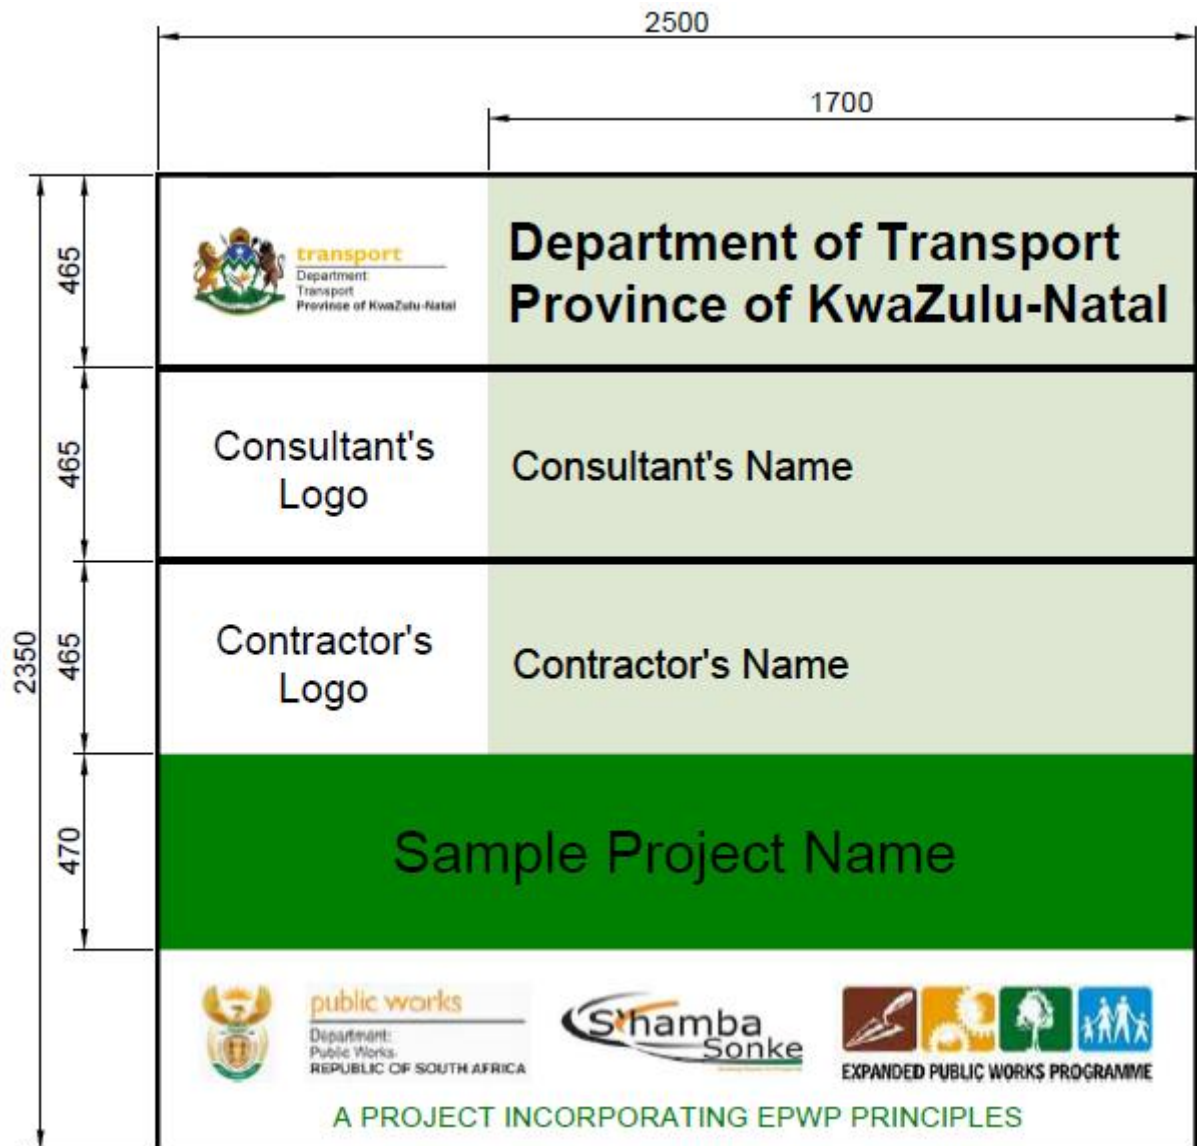 2500
1700
465
transport
Department:
Transport
Province of KwaZulu-Natal
Department of Transport
Province of KwaZulu-Natal
465
Consultant's
Logo
Consultant's Name
2350
465
Contractor's
Logo
Contractor's Name
470
Sample Project Name
public works
Department:
Public Works
REPUBLIC OF SOUTH AFRICA
S'hamba
Sonke
EXPANDED PUBLIC WORKS PROGRAMME
A PROJECT INCORPORATING EPWP PRINCIPLES